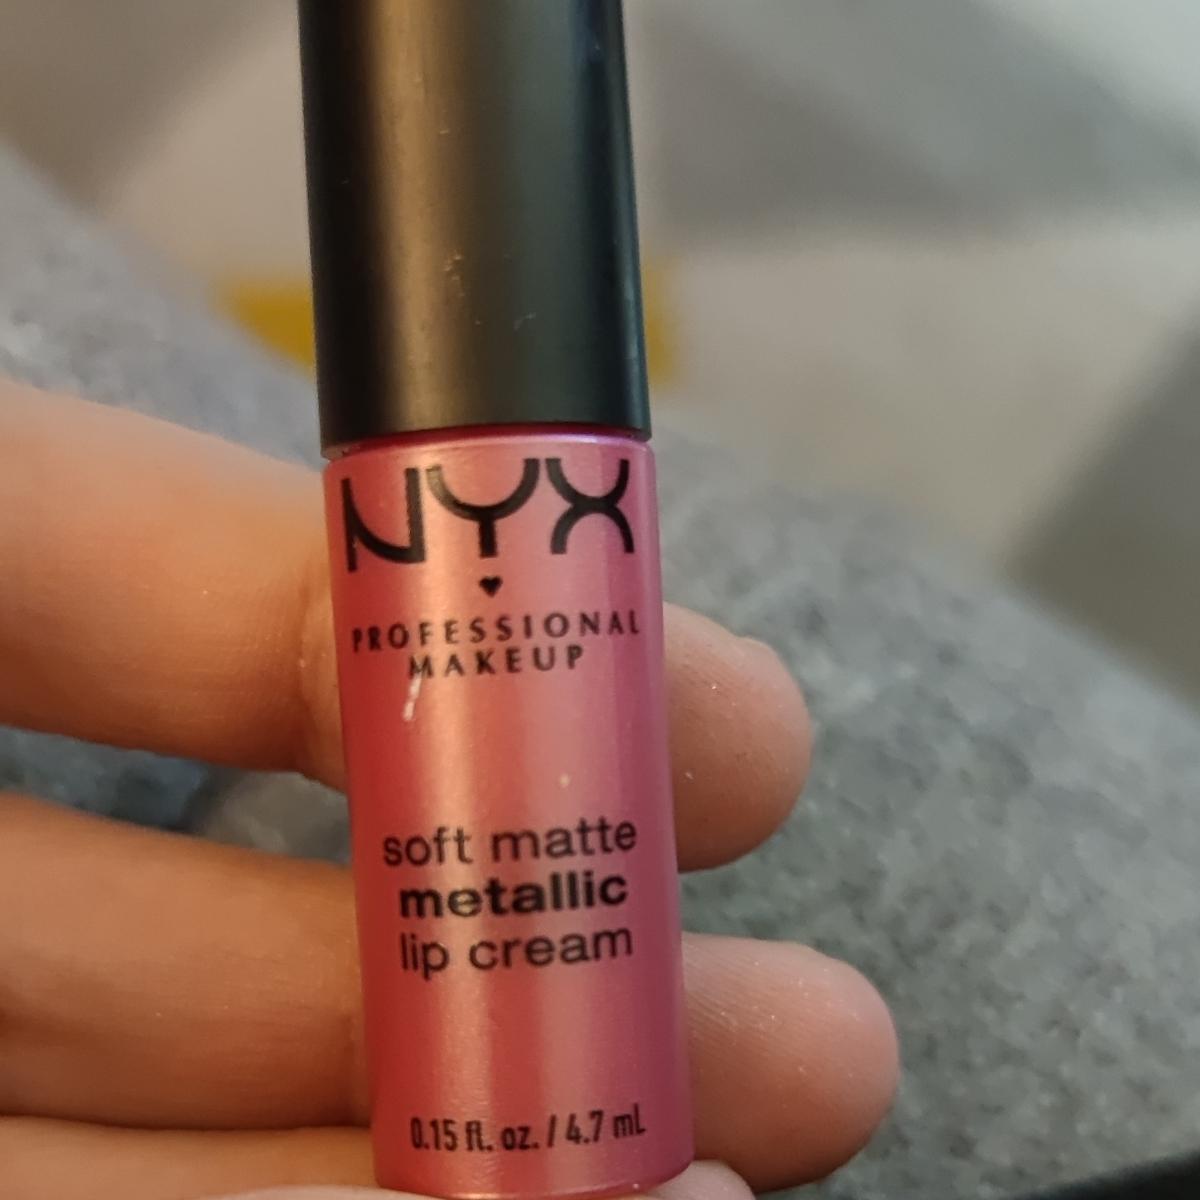 NYX
PROFESSIONAL
MAKEUP
soft matte
metallic
lip cream
0.15 fl. oz. / 4.7 mL